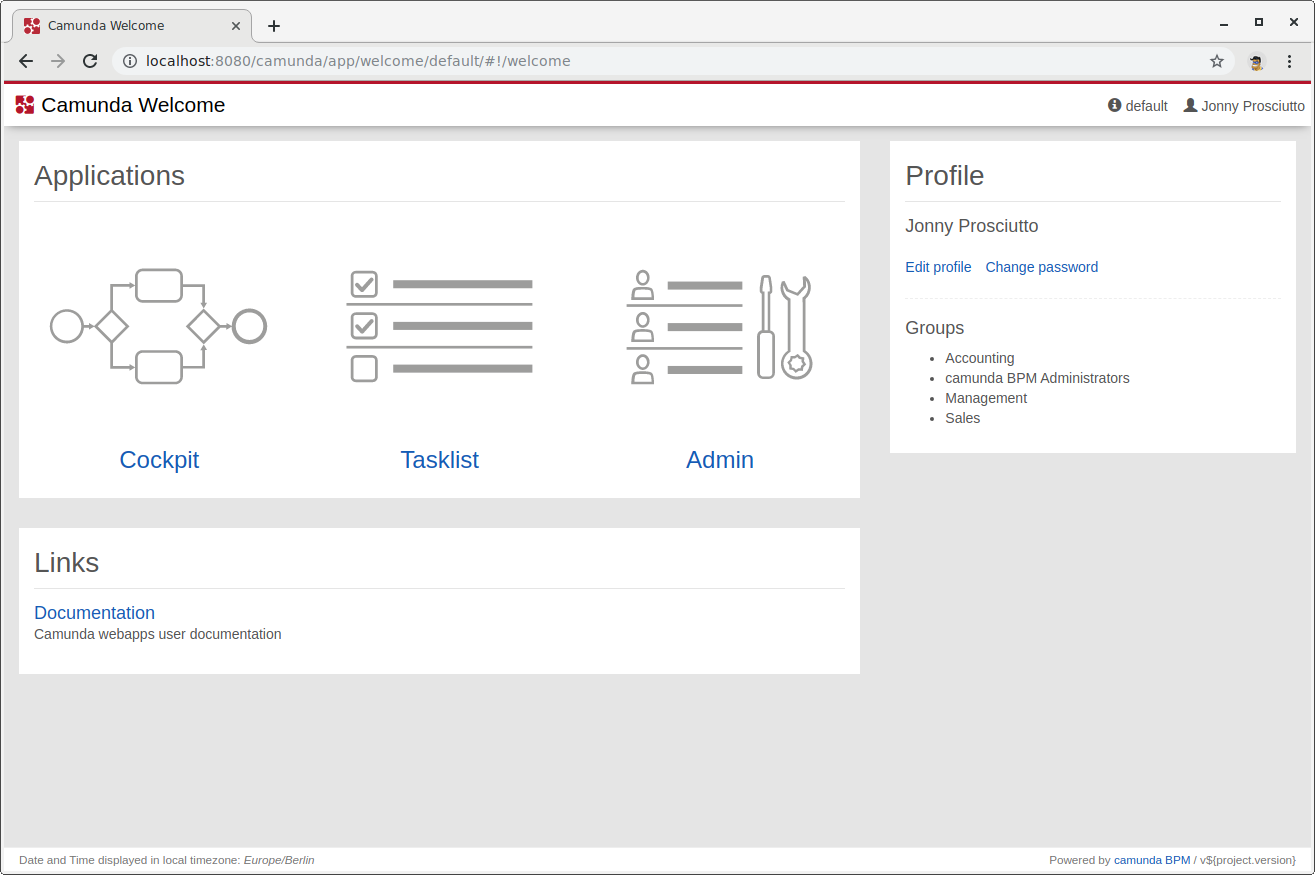 Camunda Welcome
localhost:8080/camunda/app/welcome/default/#!/welcome
Camunda Welcome
default Jonny Prosciutto
Applications
Cockpit
Tasklist
Admin
Links
Documentation
Camunda webapps user documentation
Profile
Jonny Prosciutto
Edit profile Change password
Groups
Accounting
camunda BPM Administrators
Management
Sales
Date and Time displayed in local timezone: Europe/Berlin
Powered by camunda BPM / v${project.version}